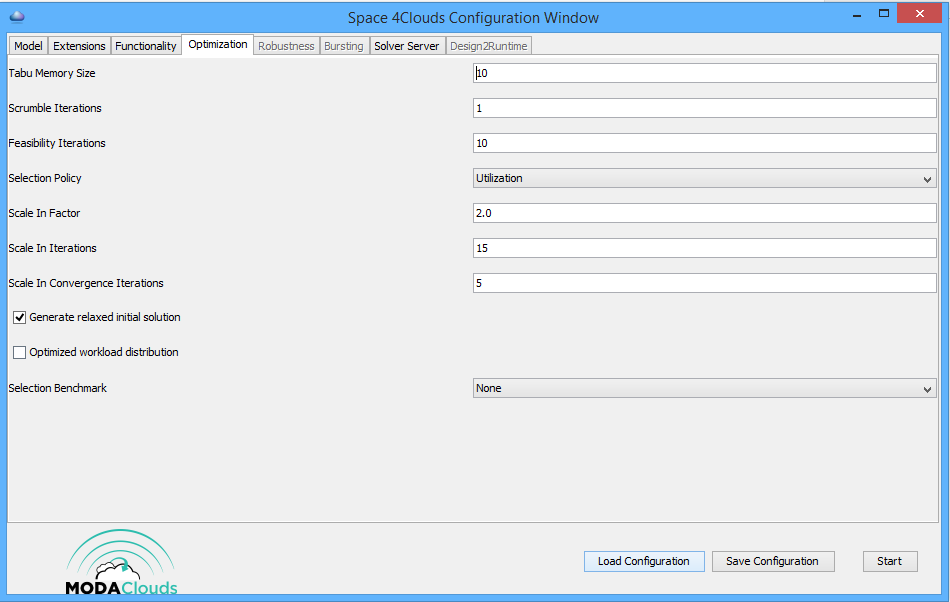 Space 4Clouds Configuration Window
Model Extensions Functionality Optimization Robustness Bursting Solver Server Design2Runtime
Tabu Memory Size 10
Scrumble Iterations 1
Feasibility Iterations 10
Selection Policy Utilization
Scale In Factor 2.0
Scale In Iterations 15
Scale In Convergence Iterations 5
Generate relaxed initial solution
Optimized workload distribution
Selection Benchmark None
Load Configuration Save Configuration Start
MODAClouds